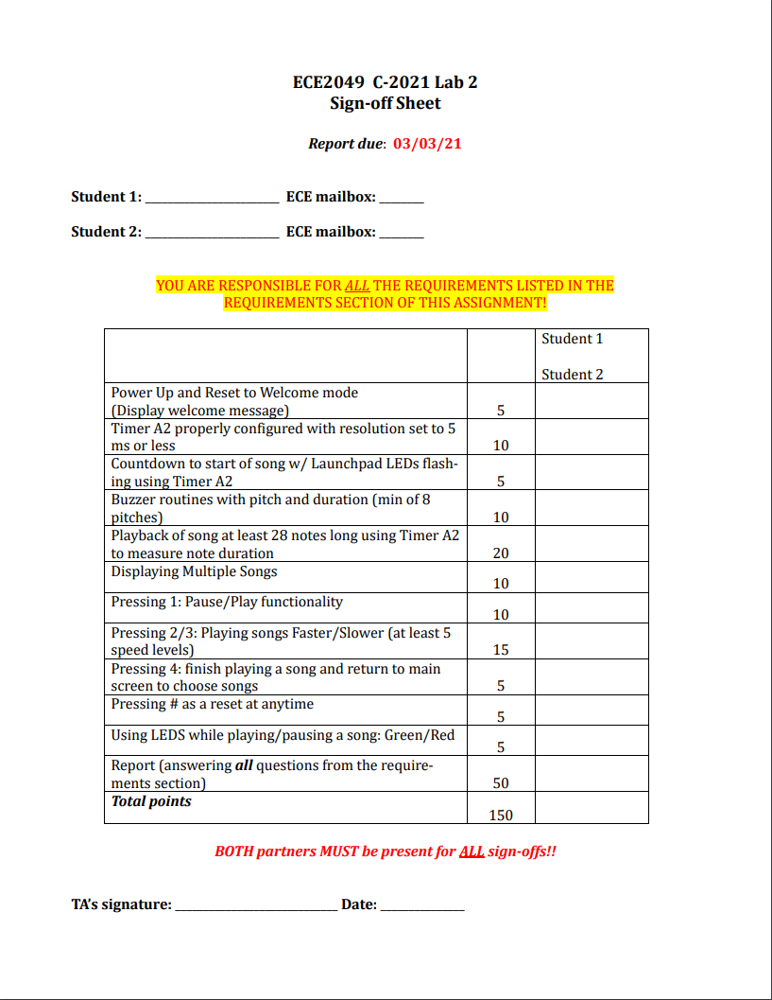 ECE2049  C-2021 Lab 2
Sign-off Sheet
Report due:  03/03/21
Student 1: ________________________  ECE mailbox: ________
Student 2: ________________________  ECE mailbox: ________
YOU ARE RESPONSIBLE FOR ALL THE REQUIREMENTS LISTED IN THE
REQUIREMENTS SECTION OF THIS ASSIGNMENT!
Student 1
Student 2
Power Up and Reset to Welcome mode
(Display welcome message) 5
Timer A2 properly configured with resolution set to 5
ms or less 10
Countdown to start of song w/ Launchpad LEDs flash-
ing using Timer A2 5
Buzzer routines with pitch and duration (min of 8
pitches) 10
Playback of song at least 28 notes long using Timer A2
to measure note duration 20
Displaying Multiple Songs
10
Pressing 1: Pause/Play functionality
10
Pressing 2/3: Playing songs Faster/Slower (at least 5
speed levels) 15
Pressing 4: finish playing a song and return to main
screen to choose songs 5
Pressing # as a reset at anytime
5
Using LEDS while playing/pausing a song: Green/Red
5
Report (answering all questions from the require-
ments section) 50
Total points
150
BOTH partners MUST be present for ALL sign-offs!!
TA's signature: _____________________________ Date: _______________